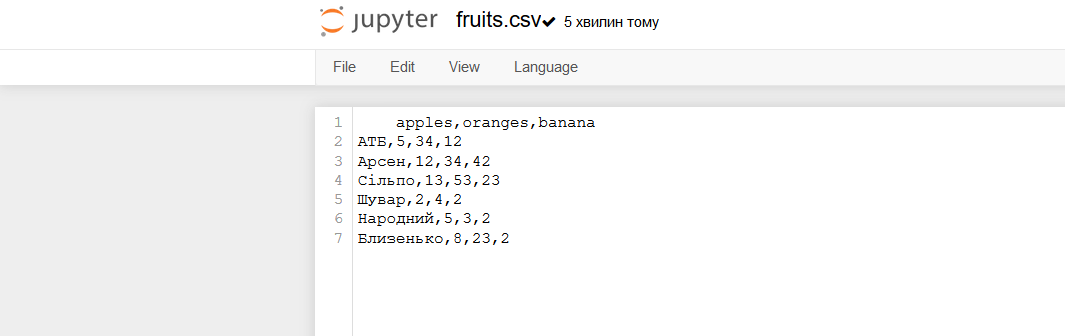 jupyter fruits.csv✔ 5 хвилин тому
File Edit View Language
1 apples,oranges,banana
2 АТБ,5,34,12
3 Арсен,12,34,42
4 Сільпо,13,53,23
5 Шувар,2,4,2
6 Народний,5,3,2
7 Близенько,8,23,2